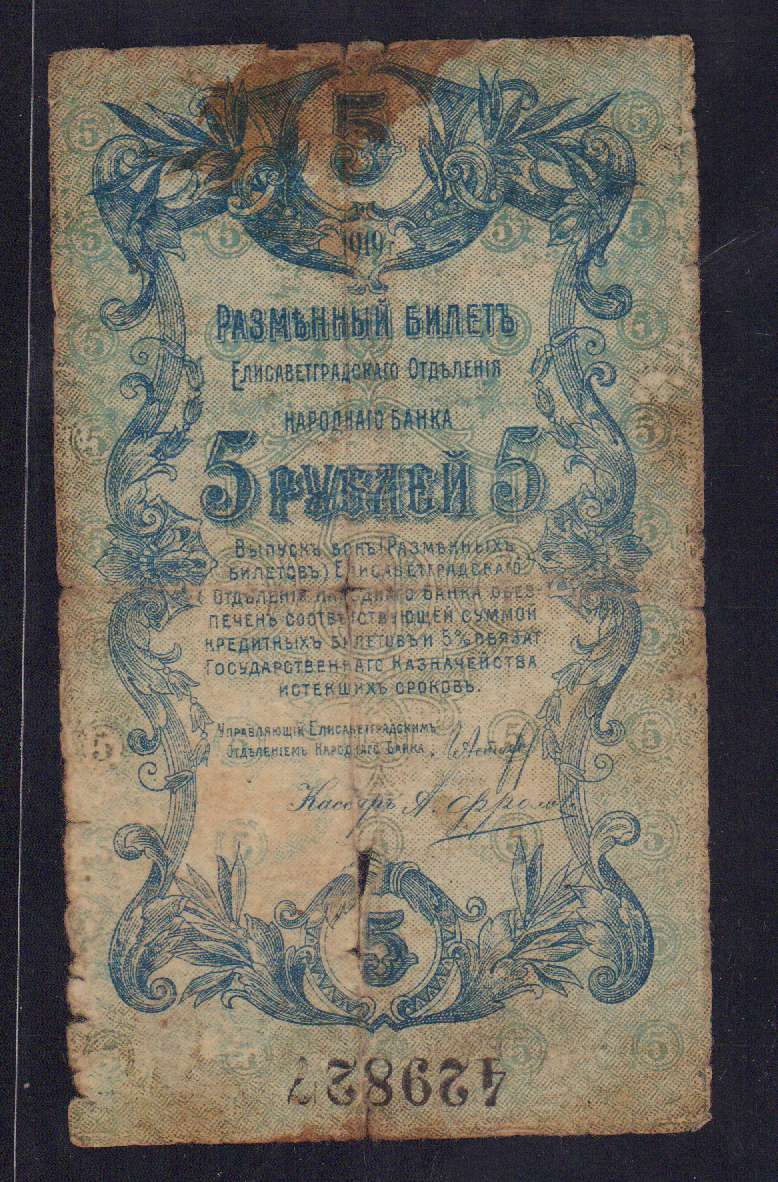 5
1919
РАЗМѢННЫЙ БИЛЕТЪ
ЕЛИСАВЕТГРАДСКАГО ОТДѢЛЕНІЯ
НАРОДНАГО БАНКА
5 РУБЛЕЙ 5
ВЫПУСКЪ БОНЪ (РАЗМѢННЫХЪ
БИЛЕТОВЪ) ЕЛИСАВЕТГРАДСКАГО
ОТДѢЛЕНІЯ НАРОДНАГО БАНКА ОБЕЗ-
ПЕЧЕНЪ СООТВѢТСТВУЮЩЕЙ СУММОЙ
КРЕДИТНЫХЪ БИЛЕТОВЪ И 5% ОБЯЗАТ
ГОСУДАРСТВЕННАГО КАЗНАЧЕЙСТВА
ИСТЕКШИХЪ СРОКОВЪ.
УПРАВЛЯЮЩІЙ ЕЛИСАВЕТГРАДСКИМЪ
ОТДѢЛЕНІЕМЪ НАРОДНАГО БАНКА
Кассиръ А. Фролов
5
429827